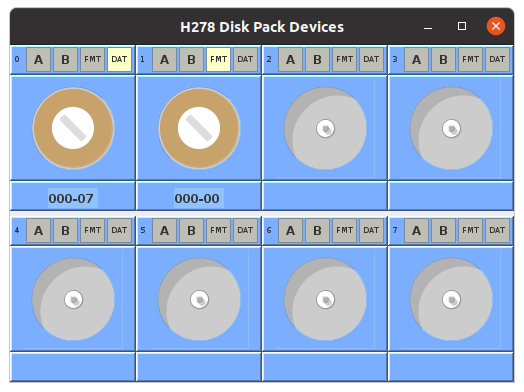 H278 Disk Pack Devices
0 A B FMT DAT 1 A B FMT DAT 2 A B FMT DAT 3 A B FMT DAT
000-07 000-00
4 A B FMT DAT 5 A B FMT DAT 6 A B FMT DAT 7 A B FMT DAT